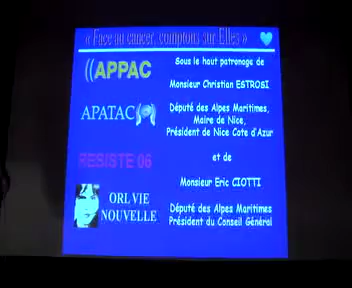 « Face au cancer, comptons sur Elles »
((APPAC
APATAC
RESISTE 06
ORL VIE
NOUVELLE
Sous le haut patronage de
Monsieur Christian ESTROSI
Député des Alpes Maritimes,
Maire de Nice,
Président de Nice Cote d'Azur
et de
Monsieur Eric CIOTTI
Député des Alpes Maritimes
Président du Conseil Général